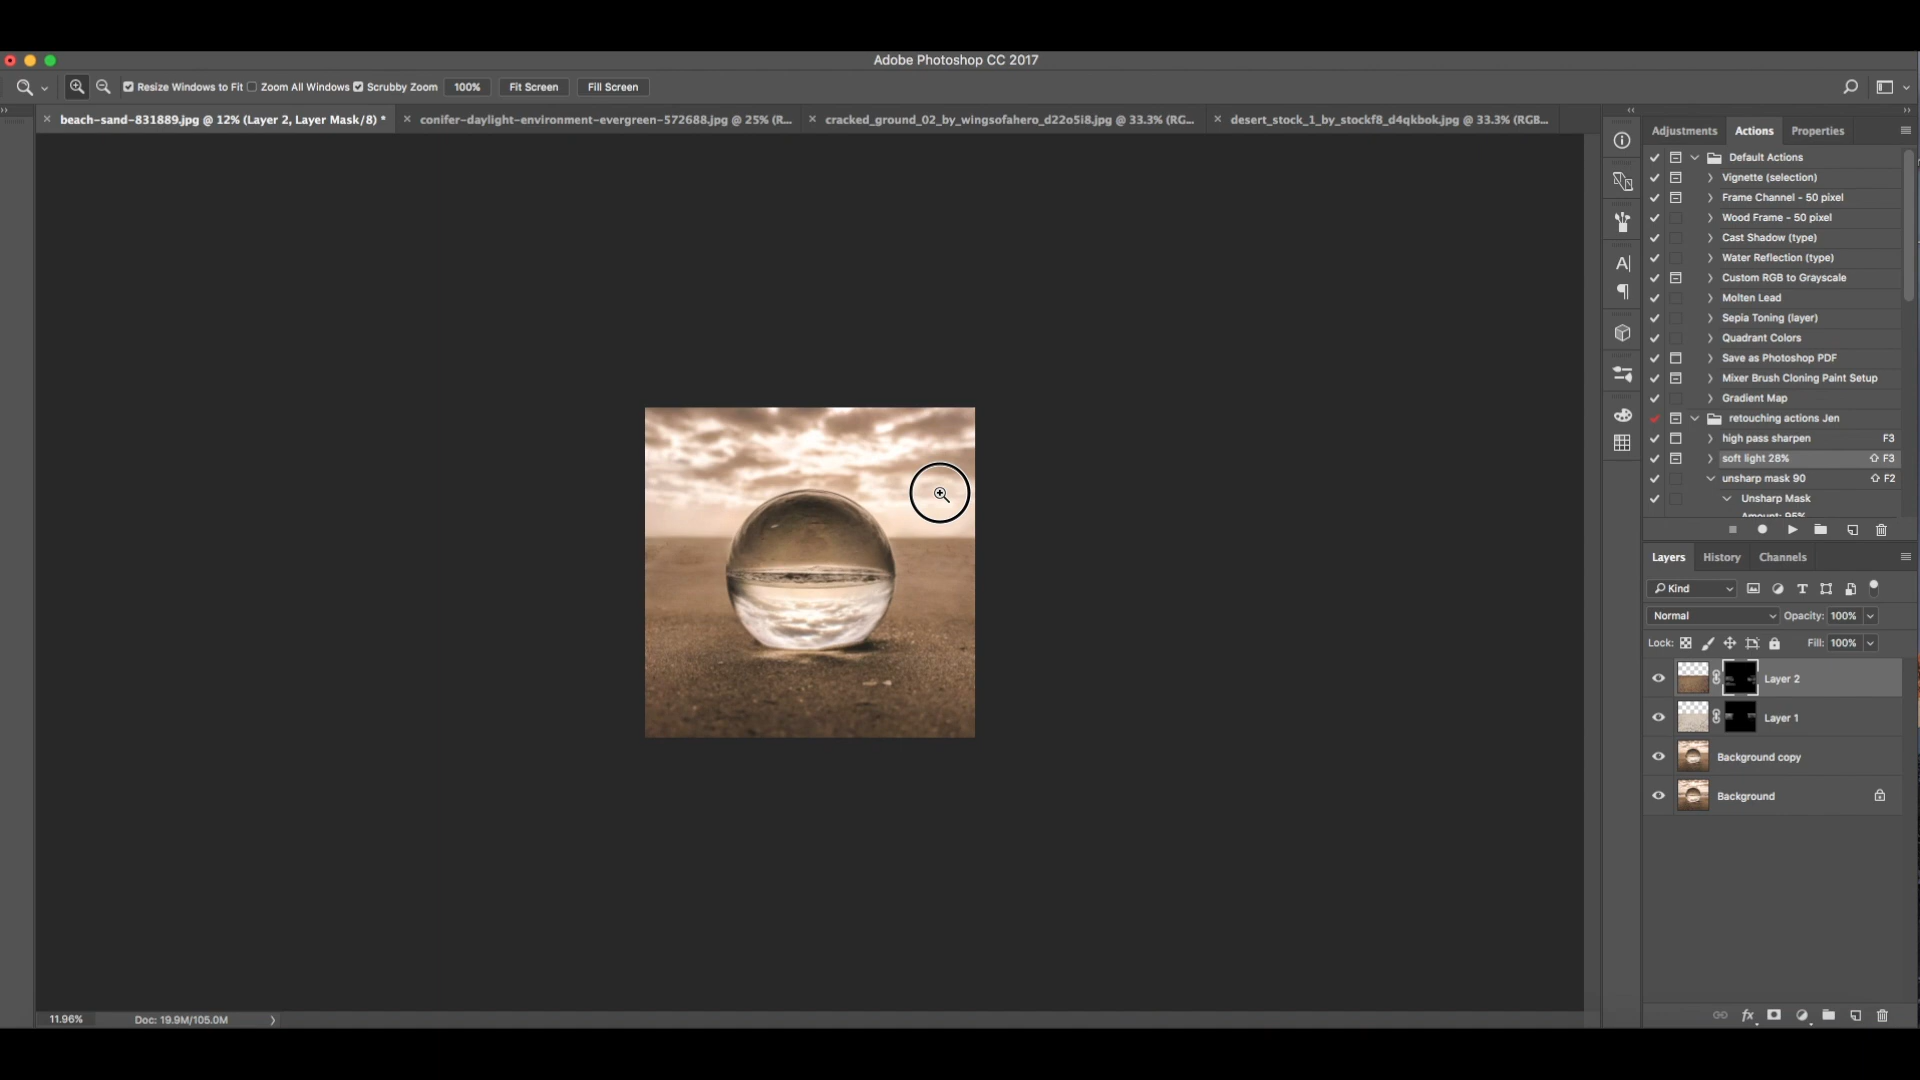 Adobe Photoshop CC 2017
Resize Windows to Fit Zoom All Windows Scrubby Zoom 100% Fit Screen Fill Screen
beach-sand-831889.jpg @ 12% (Layer 2, Layer Mask/8) * conifer-daylight-environment-evergreen-572688.jpg @ 25% (R... cracked_ground_02_by_wingsofahero_d22o5i8.jpg @ 33.3% (RG... desert_stock_1_by_stockf8_d4qkbok.jpg @ 33.3% (RGB...
Adjustments Actions Properties
Default Actions
Vignette (selection)
Frame Channel - 50 pixel
Wood Frame - 50 pixel
Cast Shadow (type)
Water Reflection (type)
Custom RGB to Grayscale
Molten Lead
Sepia Toning (layer)
Quadrant Colors
Save as Photoshop PDF
Mixer Brush Cloning Paint Setup
Gradient Map
retouching actions Jen
high pass sharpen F3
soft light 28% F3
unsharp mask 90 F2
Unsharp Mask
Layers History Channels
Kind
Normal Opacity: 100%
Lock: Fill: 100%
Layer 2
Layer 1
Background copy
Background
fx
11.96% Doc: 19.9M/105.0M